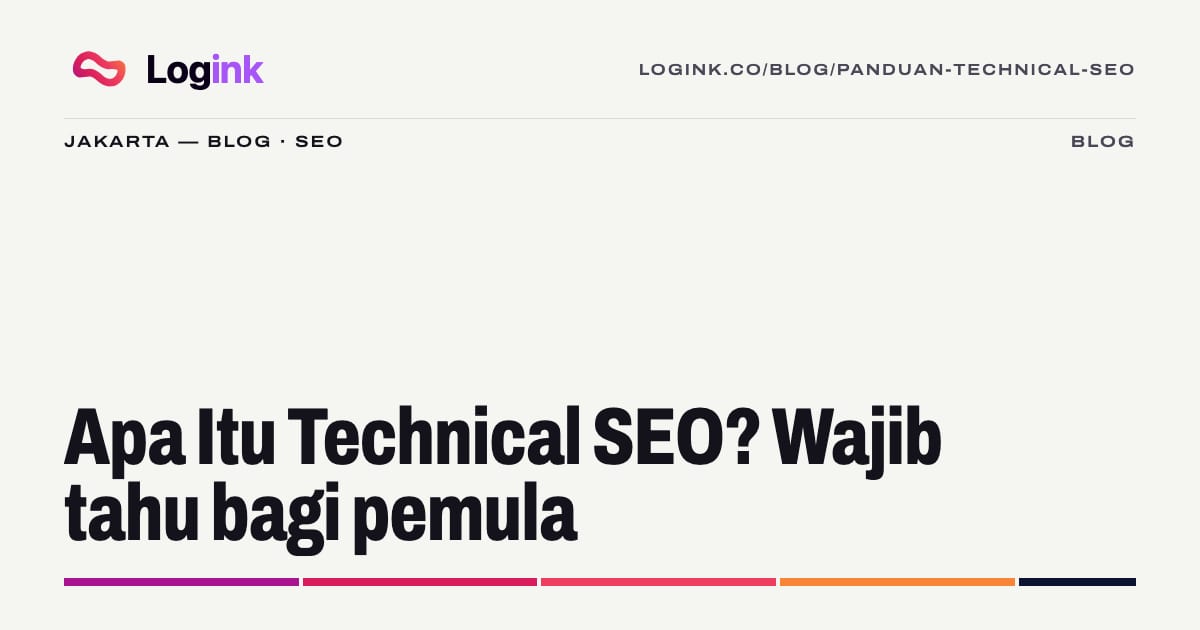 Logink
LOGINK.CO/BLOG/PANDUAN-TECHNICAL-SEO
JAKARTA — BLOG · SEO
BLOG
Apa Itu Technical SEO? Wajib
tahu bagi pemula